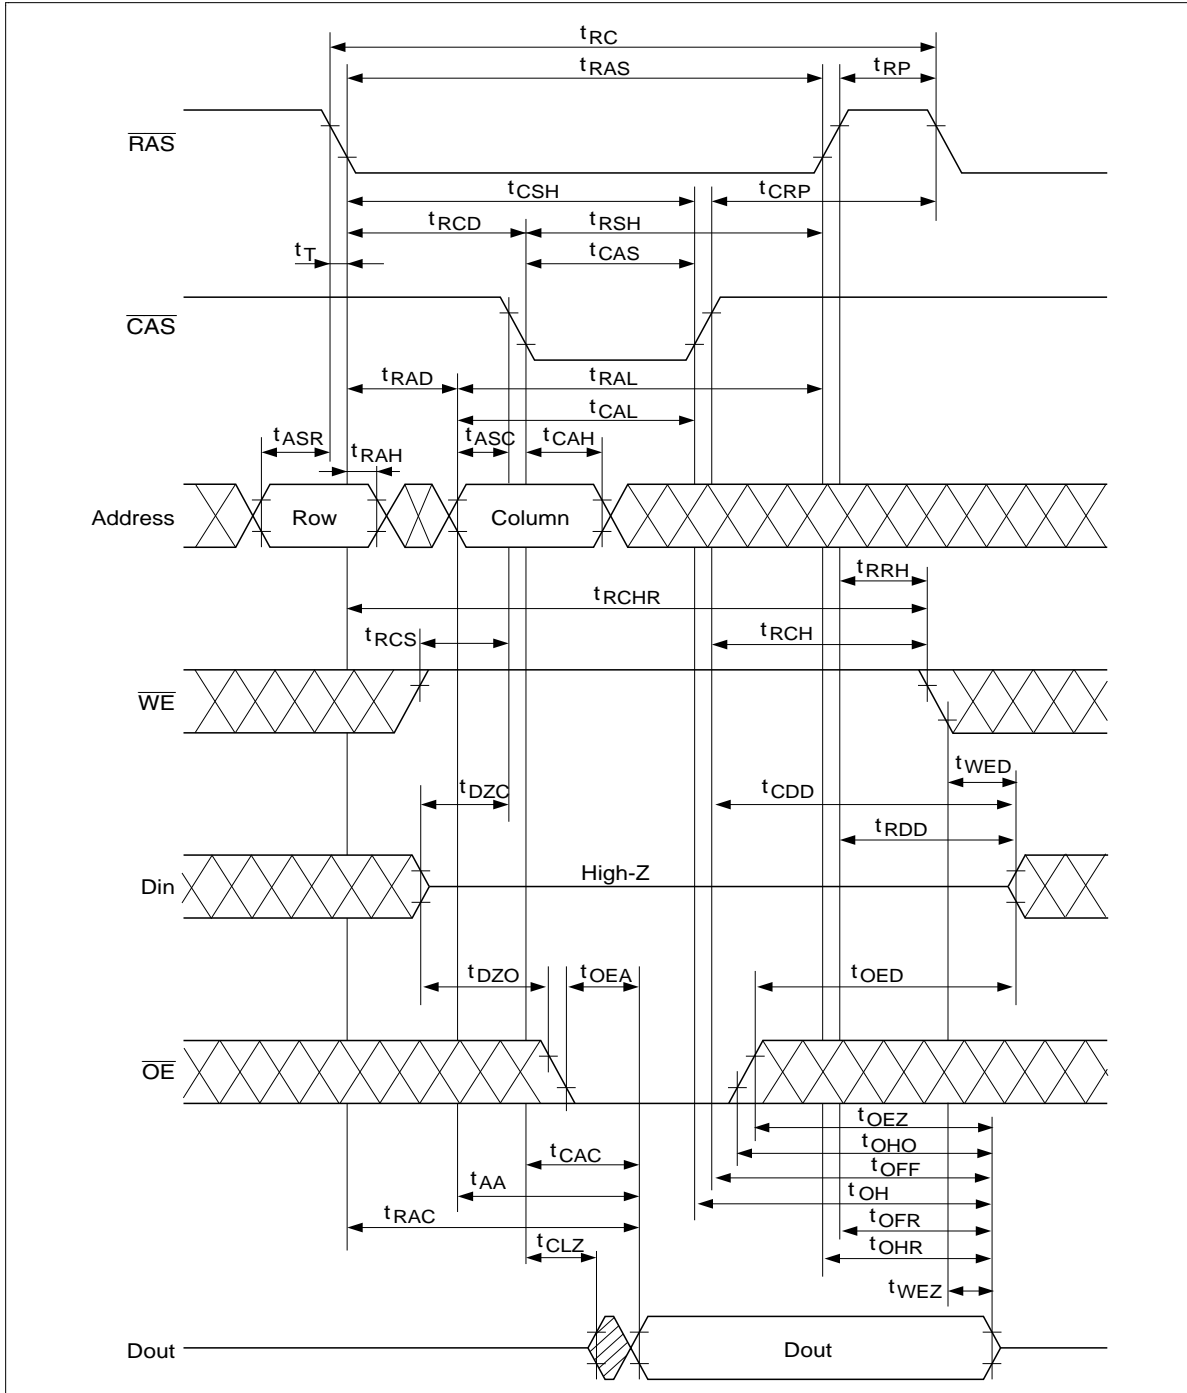 tRC
tRAS tRP
RAS
tCSH tCRP
tRCD tRSH
tT tCAS
CAS
tRAD tRAL
tCAL
tASR tASC tCAH
tRAH
Address Row Column
tRRH
tRCHR
tRCS tRCH
WE
tWED
tDZC tCDD
tRDD
High-Z
Din
tDZO tOEA tOED
OE
tOEZ
tOHO
tCAC tOFF
tAA tOH
tRAC tOFR
tCLZ tOHR
tWEZ
Dout Dout